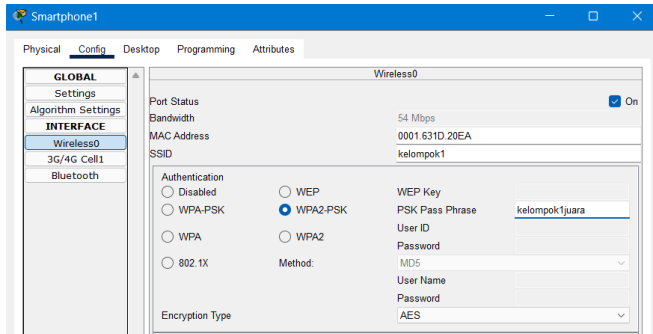 Smartphone1
Physical Config Desktop Programming Attributes
GLOBAL
Settings
Algorithm Settings
INTERFACE
Wireless0
3G/4G Cell1
Bluetooth
Wireless0
Port Status On
Bandwidth 54 Mbps
MAC Address 0001.631D.20EA
SSID kelompok1
Authentication
Disabled WEP WEP Key
WPA-PSK WPA2-PSK PSK Pass Phrase kelompok1juara
User ID
WPA WPA2
Password
802.1X Method: MD5
User Name
Password
Encryption Type AES